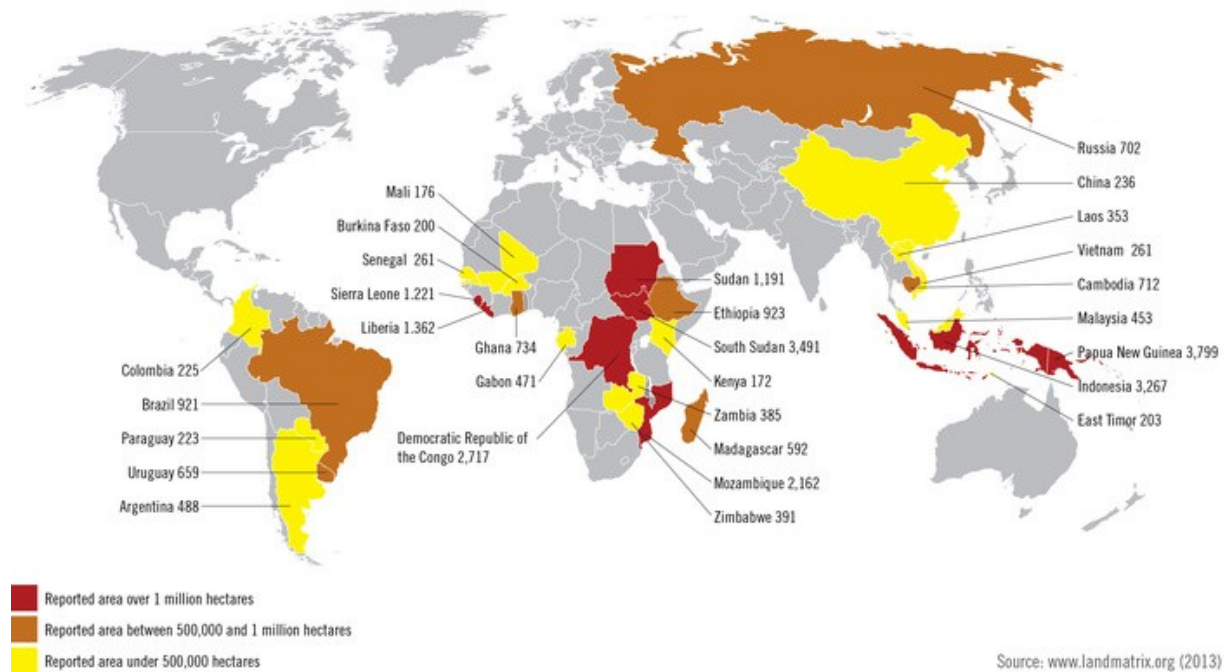 Russia 702
China 236
Mali 176
Laos 353
Burkina Faso 200
Vietnam 261
Senegal 261
Sudan 1,191
Cambodia 712
Sierra Leone 1.221
Ethiopia 923
Malaysia 453
Liberia 1.362
Ghana 734
South Sudan 3,491
Papua New Guinea 3,799
Colombia 225
Gabon 471
Kenya 172
Indonesia 3,267
Brazil 921
Zambia 385
East Timor 203
Paraguay 223
Democratic Republic of
the Congo 2,717
Madagascar 592
Uruguay 659
Mozambique 2,162
Argentina 488
Zimbabwe 391
Reported area over 1 million hectares
Reported area between 500,000 and 1 million hectares
Reported area under 500,000 hectares
Source: www.landmatrix.org (2013)